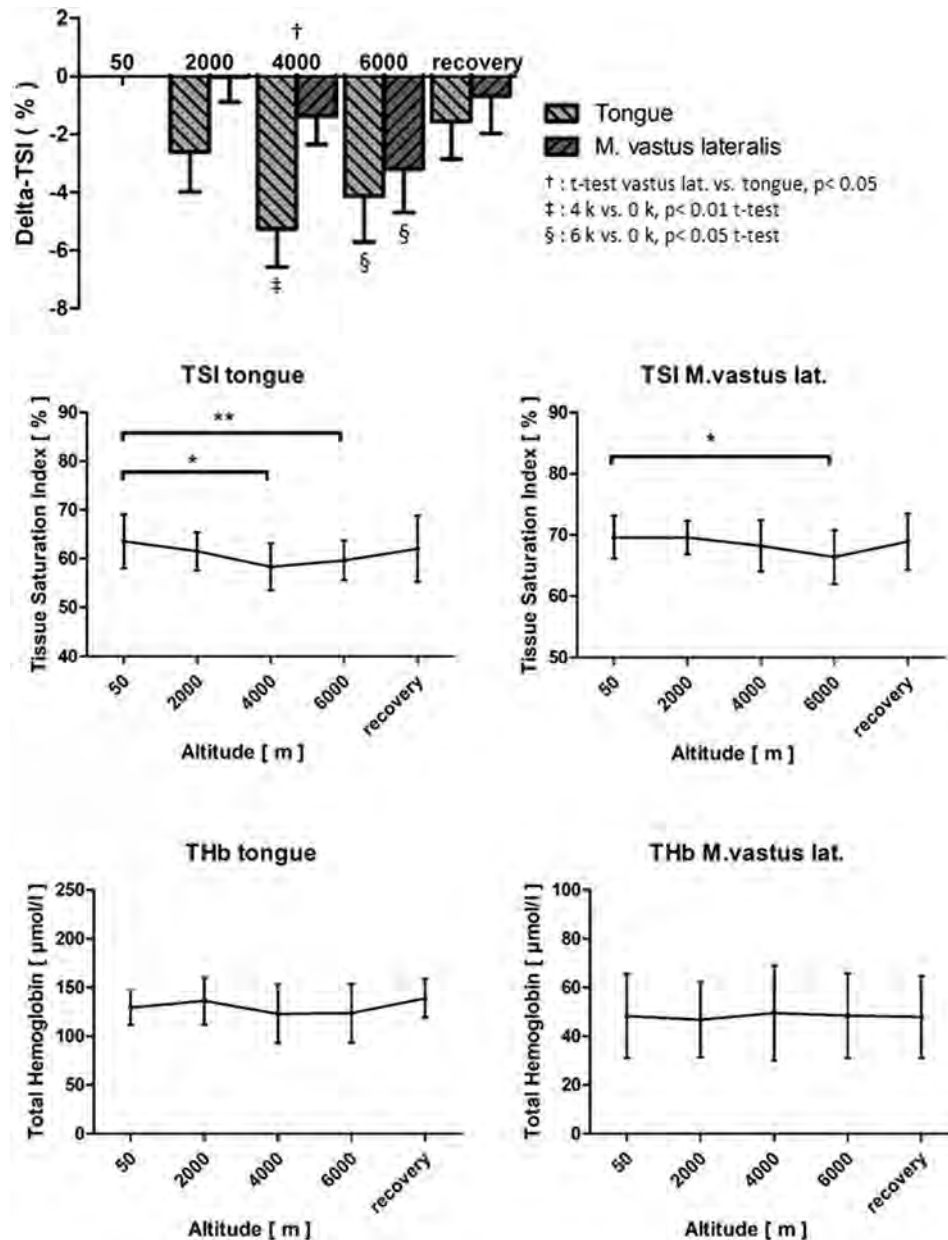 2
50
2000
†
4000
6000
recovery
0
-2
-4
-6
-8
Delta-TSI ( % )
‡
§
§
Tongue
M. vastus lateralis
† : t-test vastus lat. vs. tongue, p< 0.05
‡ : 4 k vs. 0 k, p< 0.01 t-test
§ : 6 k vs. 0 k, p< 0.05 t-test
TSI tongue
Tissue Saturation Index [ % ]
90
80
70
60
50
40
**
*
50
2000
4000
6000
recovery
Altitude [ m ]
TSI M.vastus lat.
Tissue Saturation Index [ % ]
90
80
70
60
50
*
50
2000
4000
6000
recovery
Altitude [ m ]
THb tongue
Total Hemoglobin [ µmol/l ]
250
200
150
100
50
0
50
2000
4000
6000
recovery
Altitude [ m ]
THb M.vastus lat.
Total Hemoglobin [ µmol/l ]
100
80
60
40
20
0
50
2000
4000
6000
recovery
Altitude [ m ]